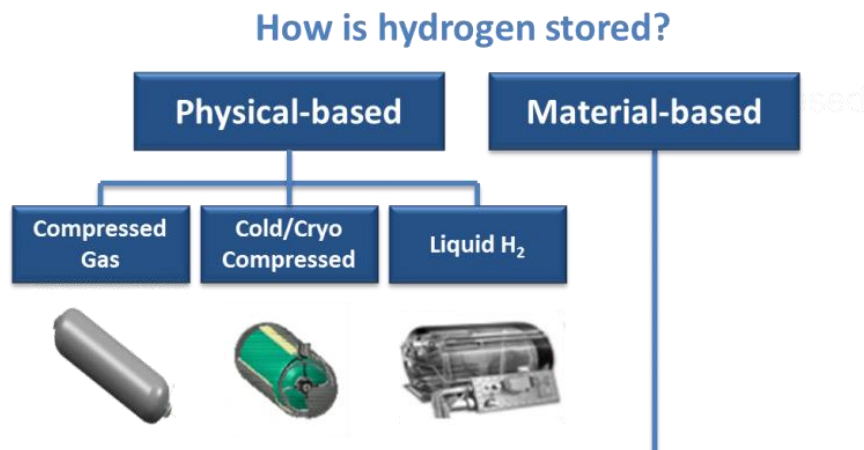 How is hydrogen stored?
Physical-based
Material-based
Compressed
Gas
Cold/Cryo
Compressed
Liquid H₂